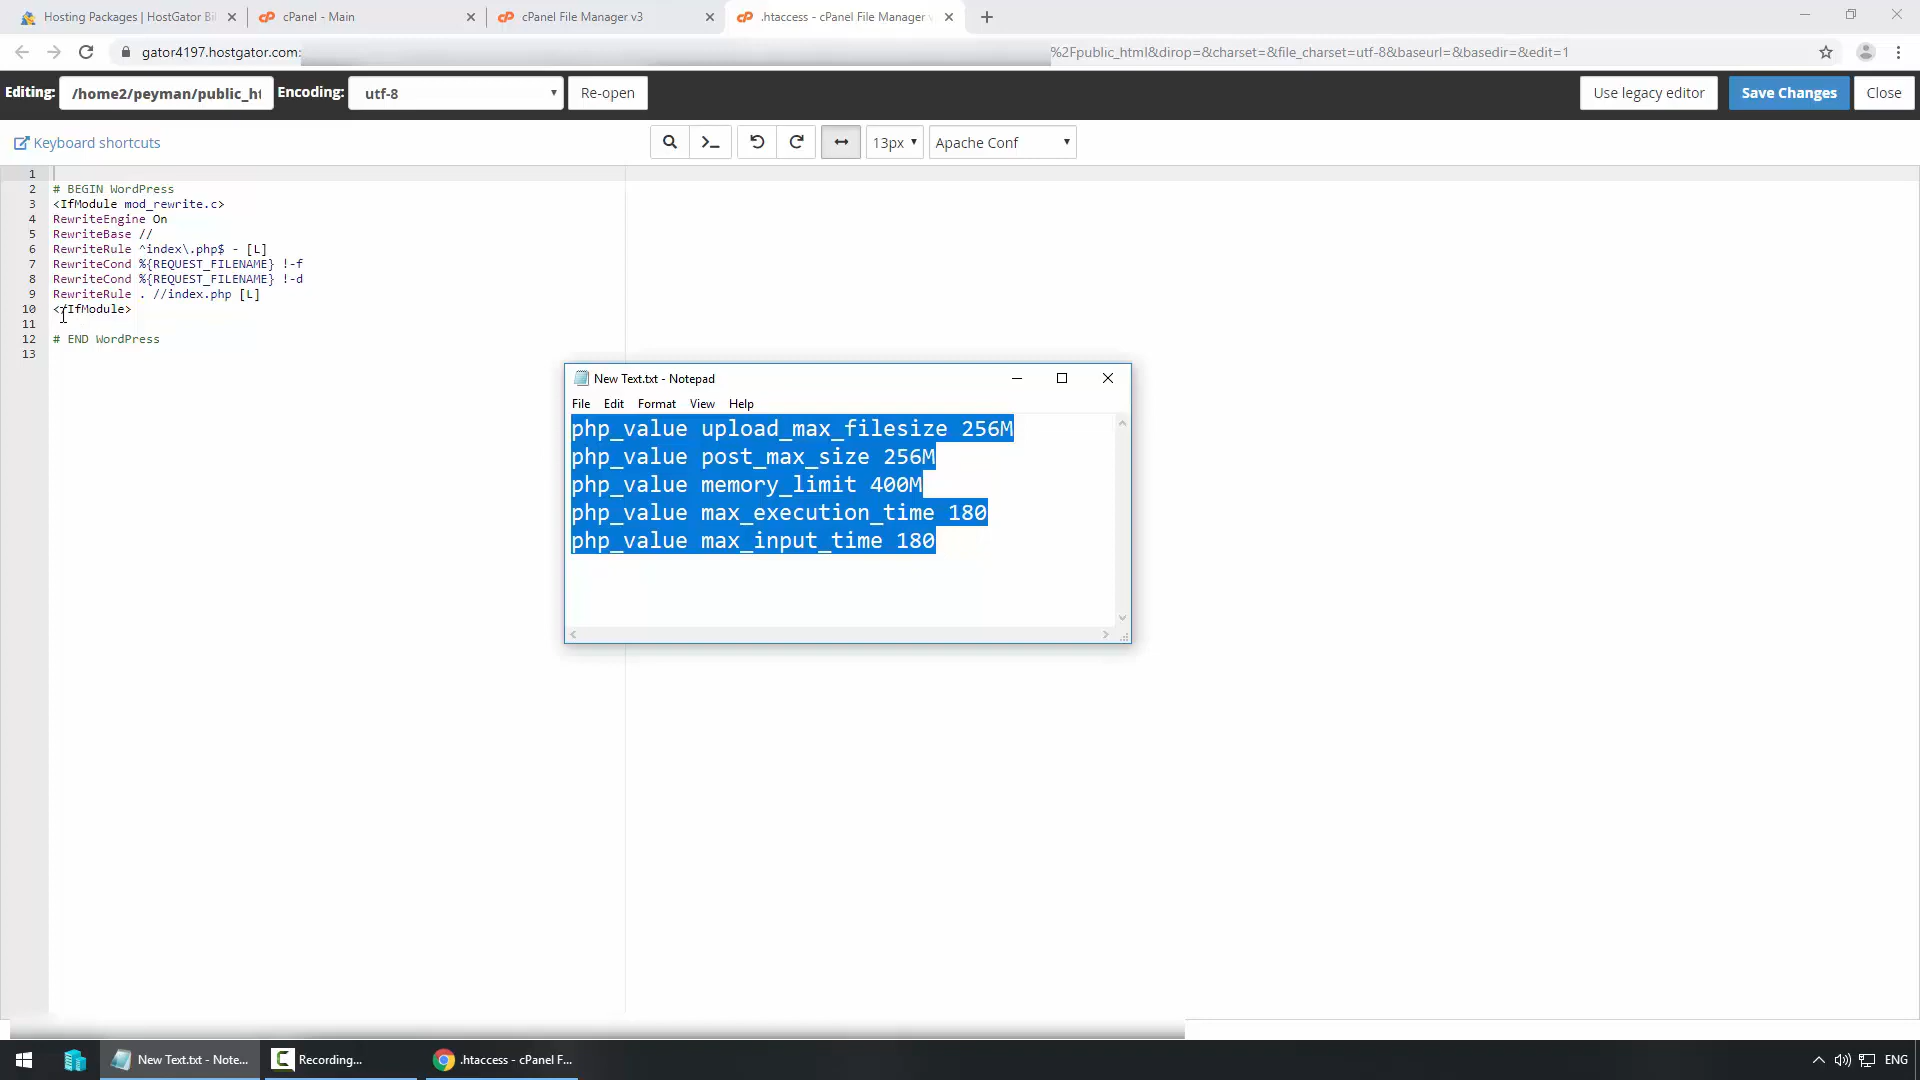 Hosting Packages | HostGator Bil
cPanel - Main
cPanel File Manager v3
.htaccess - cPanel File Manager v
gator4197.hostgator.com:
%2Fpublic_html&dirop=&charset=&file_charset=utf-8&baseurl=&basedir=&edit=1
Editing: /home2/peyman/public_ht Encoding: utf-8 Re-open Use legacy editor Save Changes Close
Keyboard shortcuts 13px Apache Conf
1
2 # BEGIN WordPress
3 <IfModule mod_rewrite.c>
4 RewriteEngine On
5 RewriteBase //
6 RewriteRule ^index\.php$ - [L]
7 RewriteCond %{REQUEST_FILENAME} !-f
8 RewriteCond %{REQUEST_FILENAME} !-d
9 RewriteRule . //index.php [L]
10 </IfModule>
11
12 # END WordPress
13
New Text.txt - Notepad
File Edit Format View Help
php_value upload_max_filesize 256M
php_value post_max_size 256M
php_value memory_limit 400M
php_value max_execution_time 180
php_value max_input_time 180
New Text.txt - Note...
Recording...
.htaccess - cPanel F...
ENG